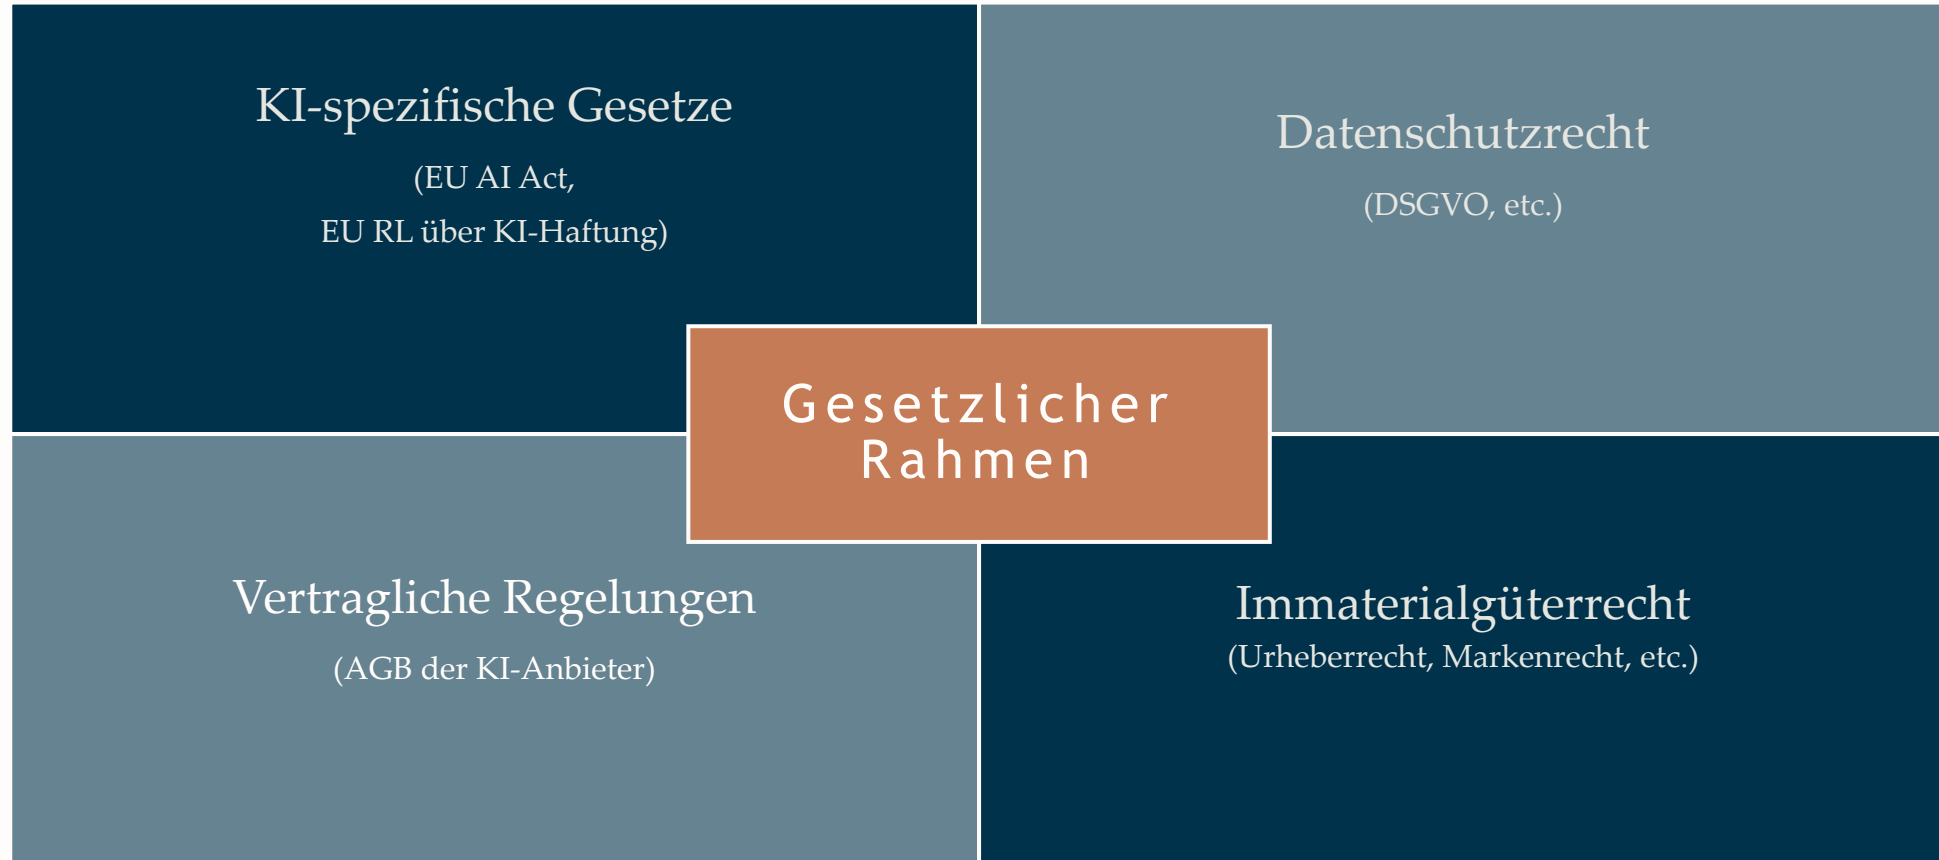 KI-spezifische Gesetze
(EU AI Act,
EU RL über KI-Haftung)
Datenschutzrecht
(DSGVO, etc.)
Gesetzlicher
Rahmen
Vertragliche Regelungen
(AGB der KI-Anbieter)
Immaterialgüterrecht
(Urheberrecht, Markenrecht, etc.)